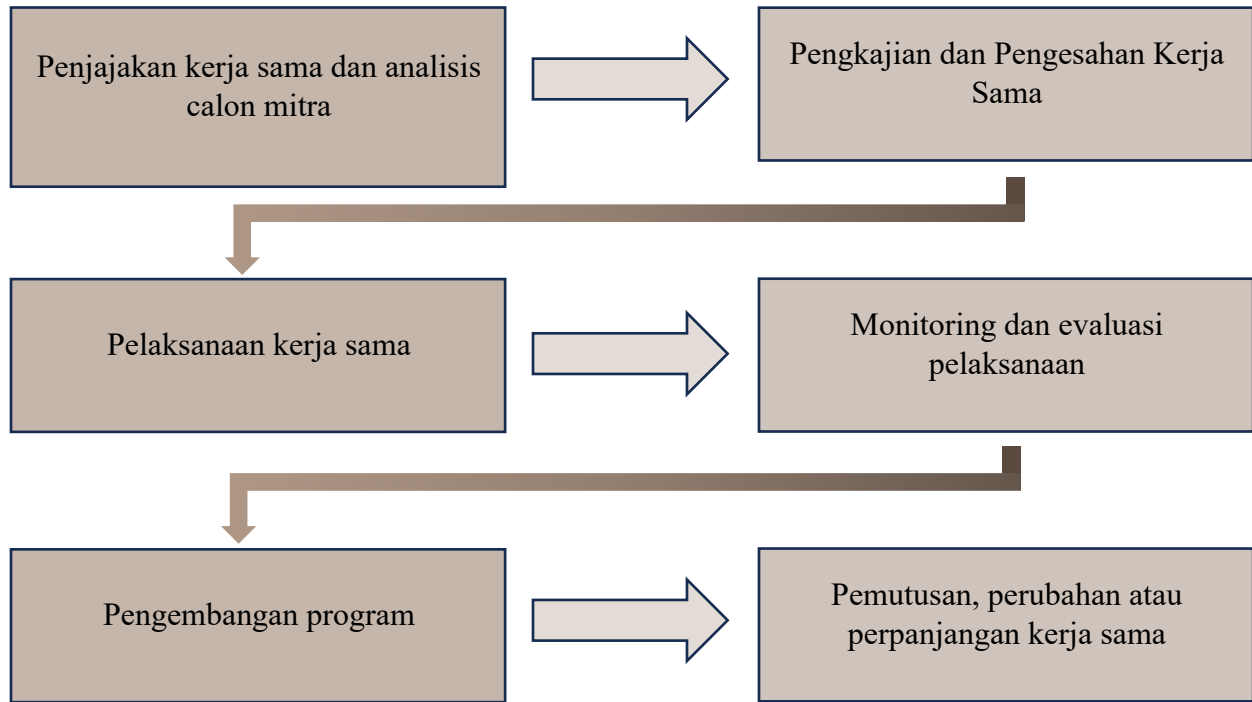 Penjajakan kerja sama dan analisis
calon mitra
Pengkajian dan Pengesahan Kerja
Sama
Pelaksanaan kerja sama
Monitoring dan evaluasi
pelaksanaan
Pengembangan program
Pemutusan, perubahan atau
perpanjangan kerja sama